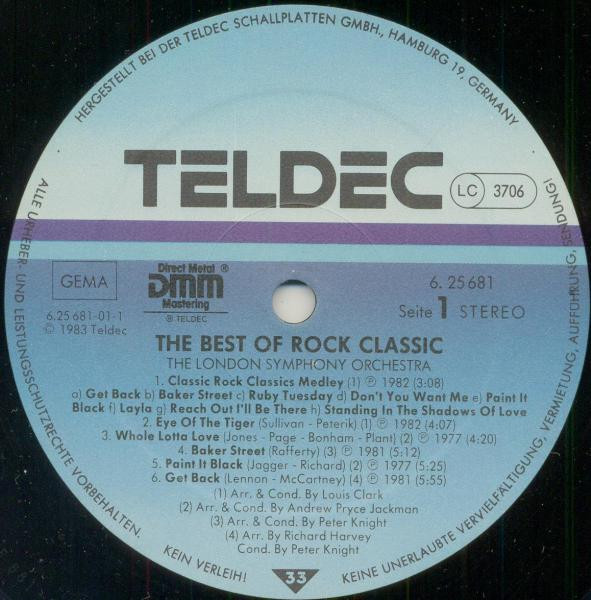 HERGESTELLT BEI DER TELDEC SCHALLPLATTEN GMBH., HAMBURG 19, GERMANY
TELDEC
LC 3706
GEMA
Direct Metal ®
DMM
Mastering
® TELDEC
6.25681
6.25 681-01-1
© 1983 Teldec
Seite 1 STEREO
THE BEST OF ROCK CLASSIC
THE LONDON SYMPHONY ORCHESTRA
1. Classic Rock Classics Medley (1) ℗ 1982 (3:08)
a) Get Back b) Baker Street c) Ruby Tuesday d) Don't You Want Me e) Paint It
Black f) Layla g) Reach Out I'll Be There h) Standing In The Shadows Of Love
2. Eye Of The Tiger (Sullivan - Peterik) (1) ℗ 1982 (4:07)
3. Whole Lotta Love (Jones - Page - Bonham - Plant) (2) ℗ 1977 (4:20)
4. Baker Street (Rafferty) (3) ℗ 1981 (5:12)
5. Paint It Black (Jagger - Richard) (2) ℗ 1977 (5:25)
6. Get Back (Lennon - McCartney) (4) ℗ 1981 (5:55)
(1) Arr. & Cond. By Louis Clark
(2) Arr. & Cond. By Andrew Pryce Jackman
(3) Arr. & Cond. By Peter Knight
(4) Arr. By Richard Harvey
Cond. By Peter Knight
33
ALLE URHEBER- UND LEISTUNGSSCHUTZRECHTE VORBEHALTEN.
KEIN VERLEIH!
KEINE UNERLAUBTE VERVIELFÄLTIGUNG, VERMIETUNG, AUFFÜHRUNG, SENDUNG!